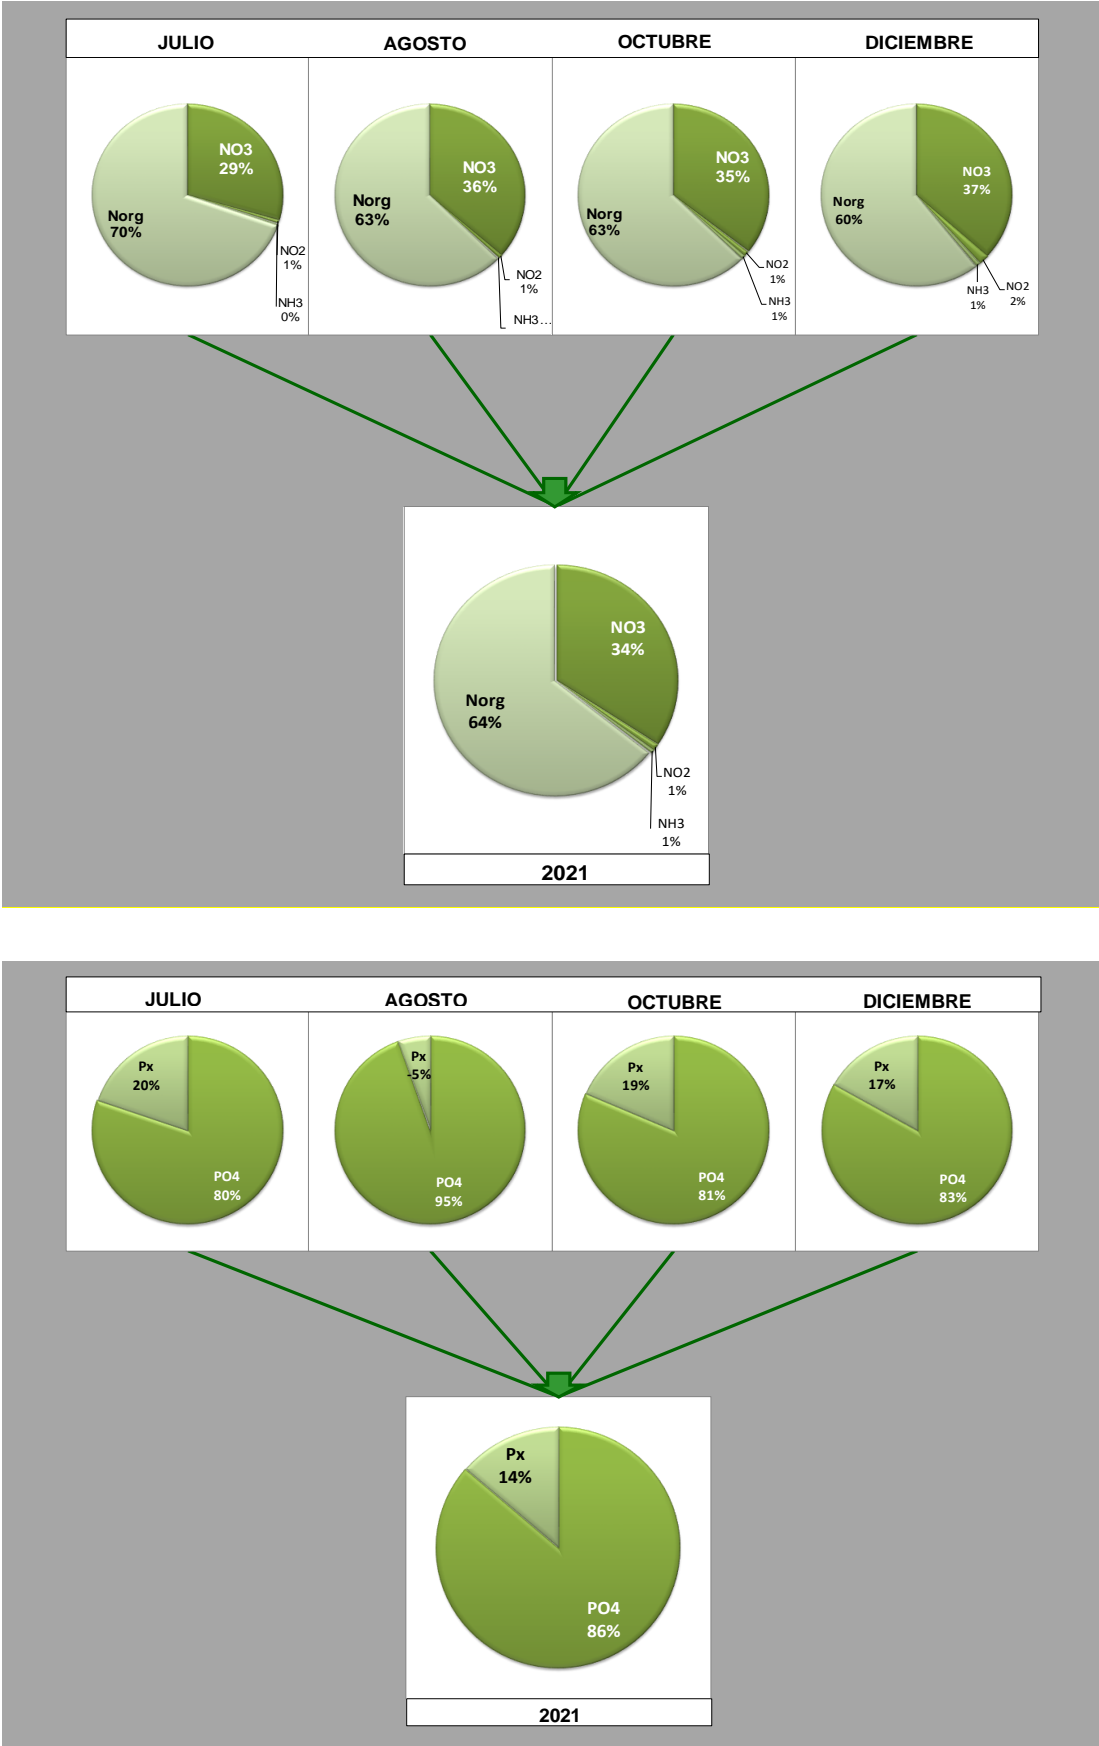 JULIO
AGOSTO
OCTUBRE
DICIEMBRE
NO3
29%
Norg
70%
NO2
1%
NH3
0%
NO3
36%
Norg
63%
NO2
1%
NH3...
NO3
35%
Norg
63%
NO2
1%
NH3
1%
NO3
37%
Norg
60%
NH3
1%
NO2
2%
NO3
34%
Norg
64%
NO2
1%
NH3
1%
2021
JULIO
AGOSTO
OCTUBRE
DICIEMBRE
Px
20%
PO4
80%
Px
-5%
PO4
95%
Px
19%
PO4
81%
Px
17%
PO4
83%
Px
14%
PO4
86%
2021